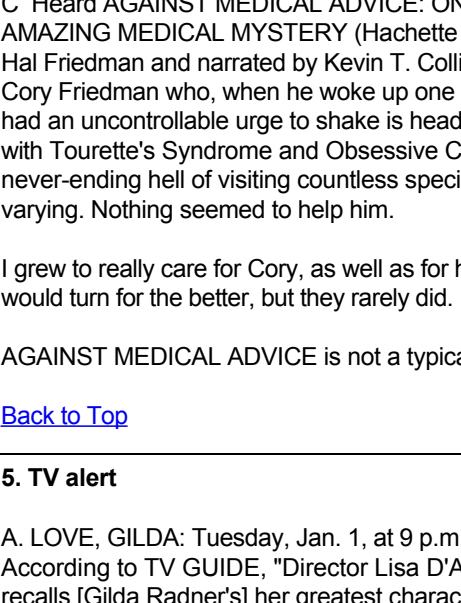 C Heard AGAINST MEDICAL ADVICE: ON
AMAZING MEDICAL MYSTERY (Hachette
Hal Friedman and narrated by Kevin T. Colli
Cory Friedman who, when he woke up one
had an uncontrollable urge to shake is head
with Tourette's Syndrome and Obsessive C
never-ending hell of visiting countless speci
varying. Nothing seemed to help him.
I grew to really care for Cory, as well as for h
would turn for the better, but they rarely did.
AGAINST MEDICAL ADVICE is not a typica
Back to Top
5. TV alert
A. LOVE, GILDA: Tuesday, Jan. 1, at 9 p.m
According to TV GUIDE, "Director Lisa D'A
recalls [Gilda Radner's] her greatest charac